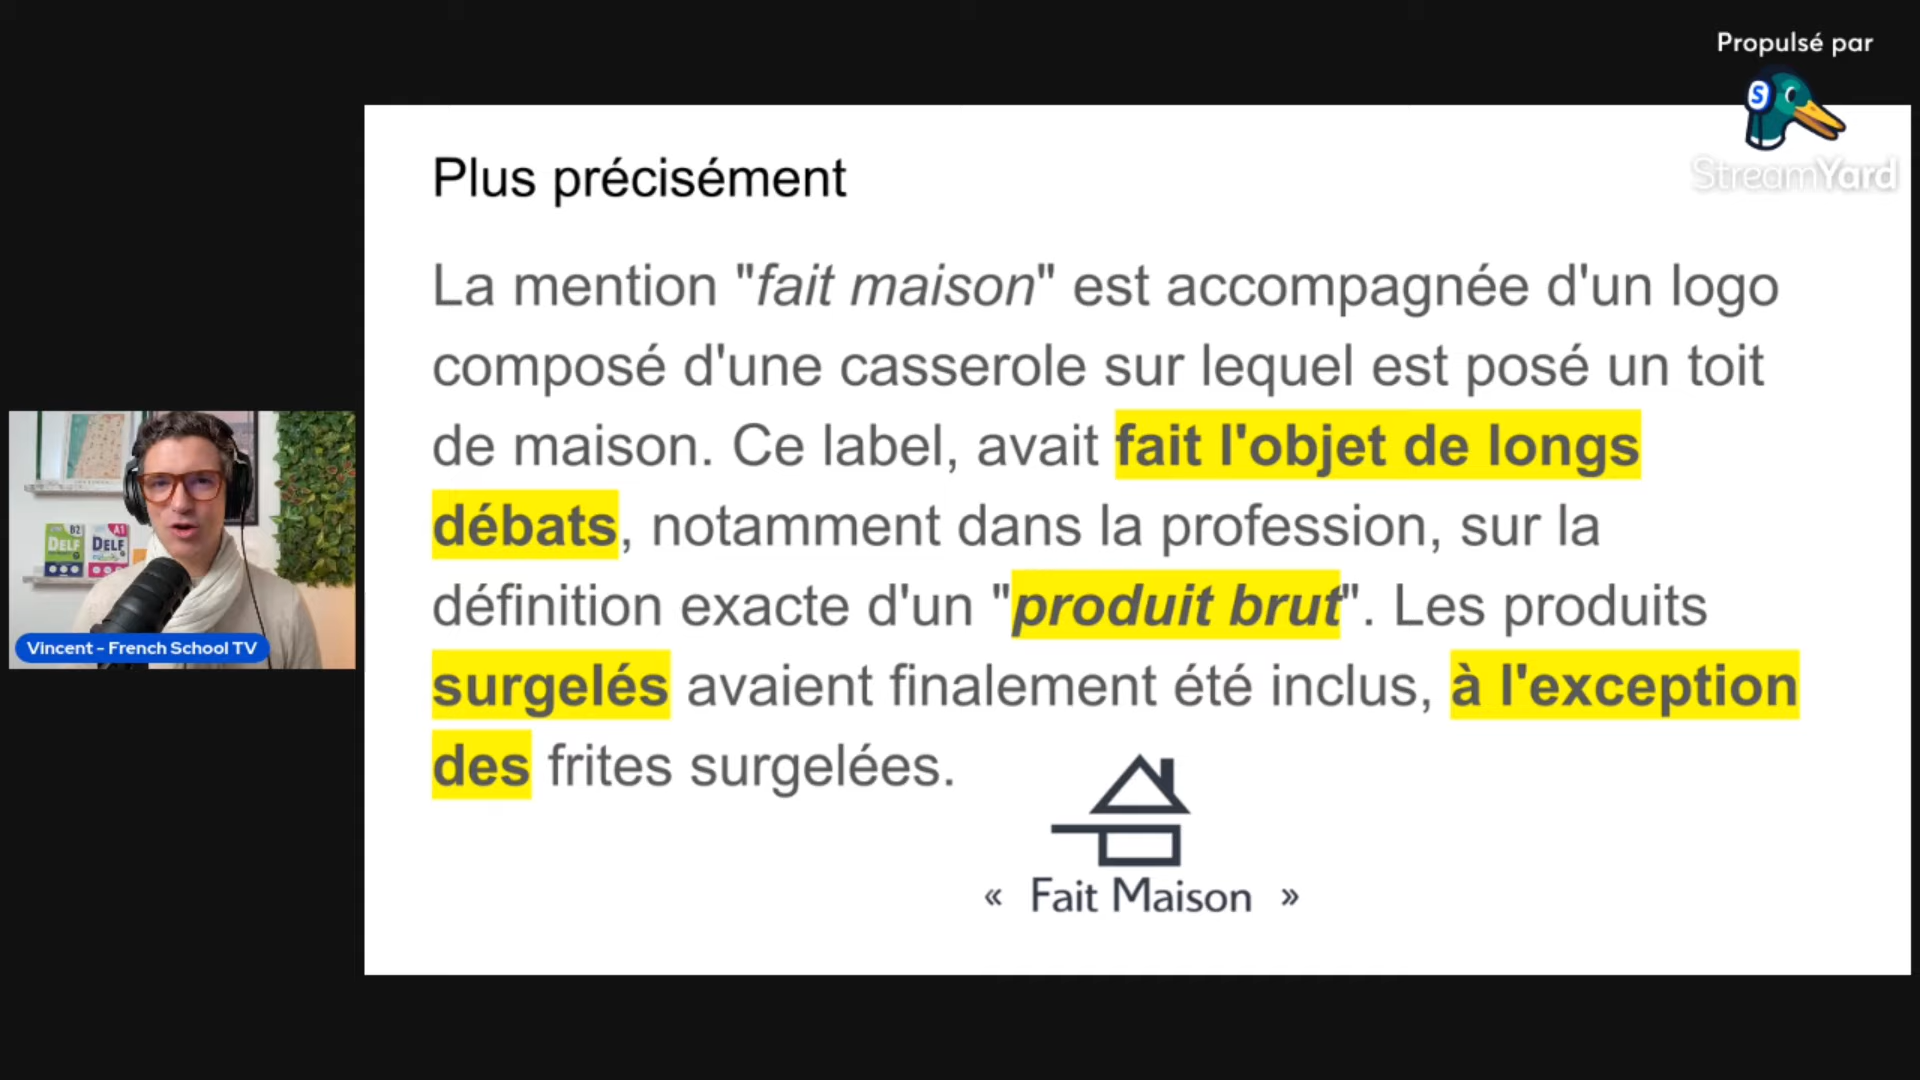 Propulsé par
StreamYard
Plus précisément
La mention "fait maison" est accompagnée d'un logo
composé d'une casserole sur lequel est posé un toit
de maison. Ce label, avait fait l'objet de longs
débats, notamment dans la profession, sur la
définition exacte d'un "produit brut". Les produits
surgelés avaient finalement été inclus, à l'exception
des frites surgelées.
« Fait Maison »
B2
DELF
A1
DELF
Vincent - French School TV